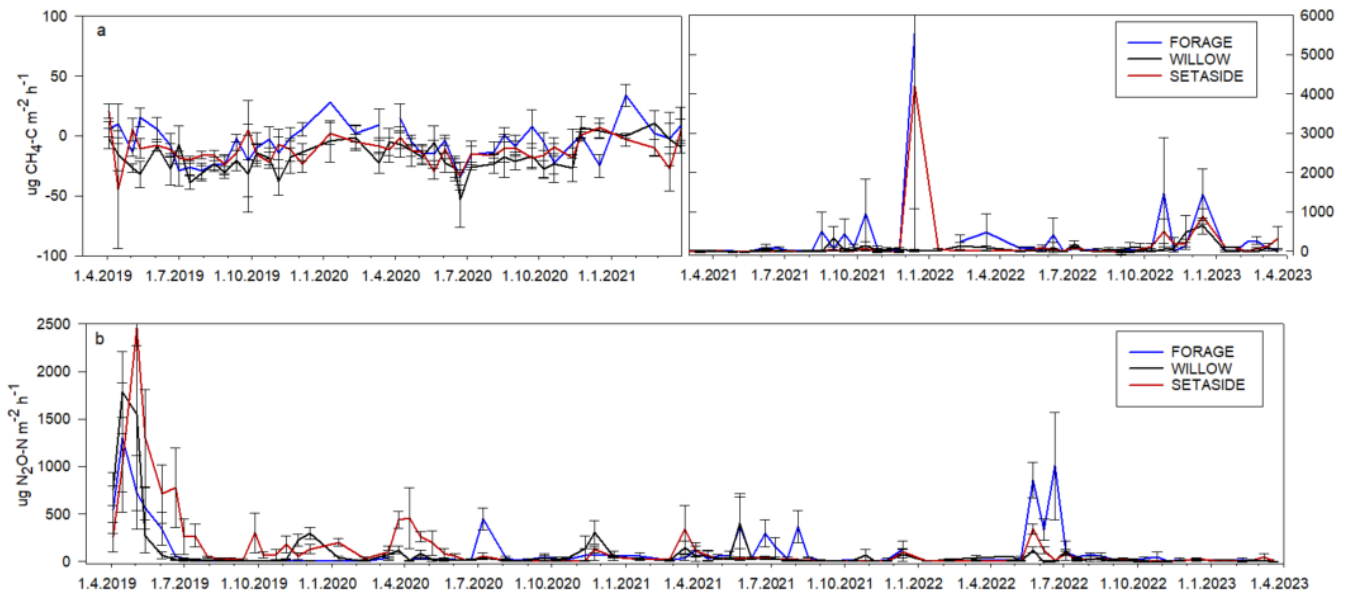 a
100
50
0
-50
-100
ug CH₄-C m⁻² h⁻¹
1.4.2019 1.7.2019 1.10.2019 1.1.2020 1.4.2020 1.7.2020 1.10.2020 1.1.2021
FORAGE
WILLOW
SETASIDE
6000
5000
4000
3000
2000
1000
0
1.4.2021 1.7.2021 1.10.2021 1.1.2022 1.4.2022 1.7.2022 1.10.2022 1.1.2023 1.4.2023
b
2500
2000
1500
1000
500
0
ug N₂O-N m⁻² h⁻¹
FORAGE
WILLOW
SETASIDE
1.4.2019 1.7.2019 1.10.2019 1.1.2020 1.4.2020 1.7.2020 1.10.2020 1.1.2021 1.4.2021 1.7.2021 1.10.2021 1.1.2022 1.4.2022 1.7.2022 1.10.2022 1.1.2023 1.4.2023